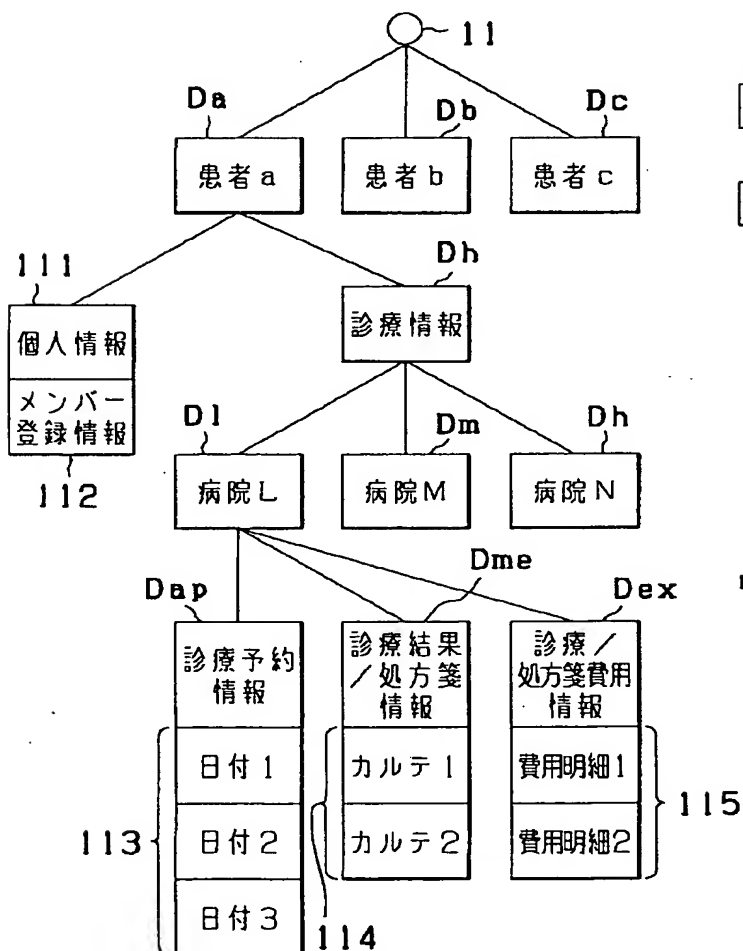 11
Da
Db
Dc
患者a
患者b
患者c
111
Dh
個人情報
診療情報
メンバー
登録情報
112
Dl
Dm
Dh
病院L
病院M
病院N
Dap
Dme
Dex
診療予約
情報
診療結果
/処方箋
情報
診療/
処方箋費用
情報
日付1
カルテ1
費用明細1
113
115
日付2
カルテ2
費用明細2
日付3
114